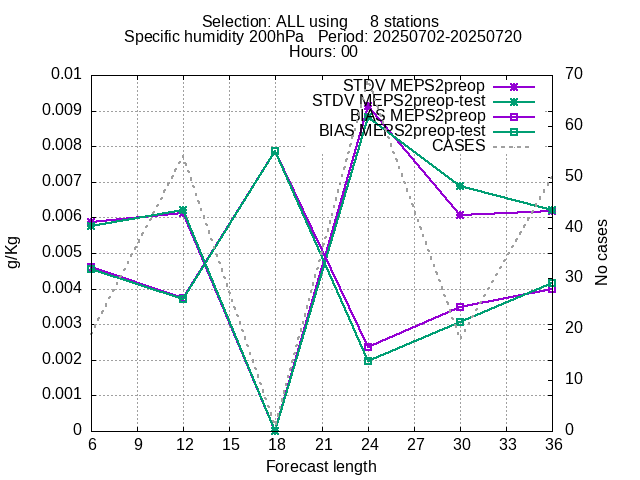 Selection: ALL using     8 stations
Specific humidity 200hPa   Period: 20250702-20250720
Hours: 00
0.01
0.009
0.008
0.007
0.006
0.005
0.004
0.003
0.002
0.001
0
70
60
50
40
30
20
10
0
STDV MEPS2preop
STDV MEPS2preop-test
BIAS MEPS2preop
BIAS MEPS2preop-test
CASES
g/Kg
No cases
6 9 12 15 18 21 24 27 30 33 36
Forecast length